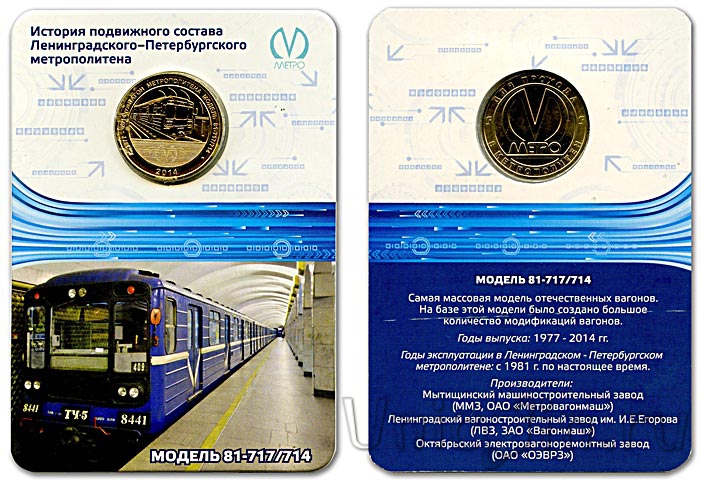 История подвижного состава
Ленинградского–Петербургского
метрополитена
МЕТРО
2014
8441
ТЧ-5
8441
МОДЕЛЬ 81-717/714
ДЛЯ ПРОХОДА
МЕТРО
В МЕТРОПОЛИТЕН
МОДЕЛЬ 81-717/714
Самая массовая модель отечественных вагонов.
На базе этой модели было создано большое
количество модификаций вагонов.
Годы выпуска: 1977 - 2014 гг.
Годы эксплуатации в Ленинградском - Петербургском
метрополитене: с 1981 г. по настоящее время.
Производители:
Мытищинский машиностроительный завод
(ММЗ, ОАО «Метровагонмаш»)
Ленинградский вагоностроительный завод им. И.Е.Егорова
(ЛВЗ, ЗАО «Вагонмаш»)
Октябрьский электровагоноремонтный завод
(ОАО «ОЭВРЗ»)